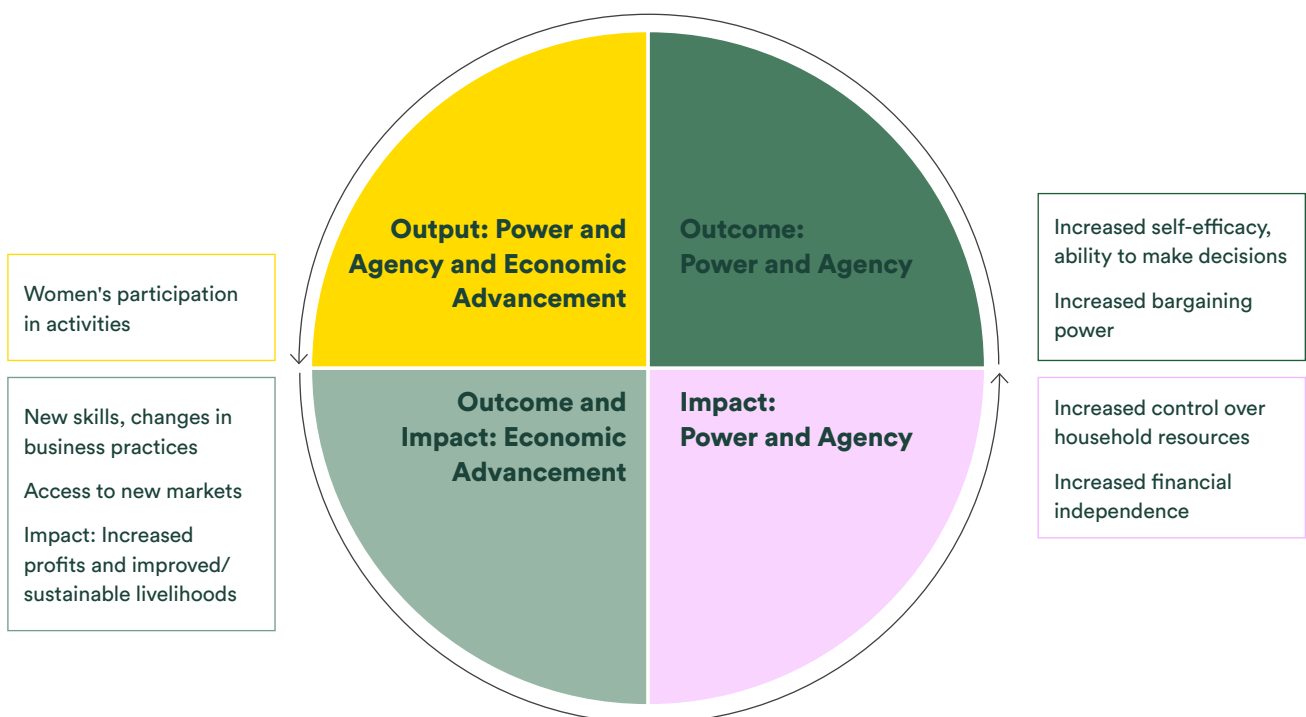 Output: Power and
Agency and Economic
Advancement
Outcome:
Power and Agency
Women's participation
in activities
Increased self-efficacy,
ability to make decisions
Increased bargaining
power
Outcome and
Impact: Economic
Advancement
Impact:
Power and Agency
New skills, changes in
business practices
Access to new markets
Impact: Increased
profits and improved/
sustainable livelihoods
Increased control over
household resources
Increased financial
independence